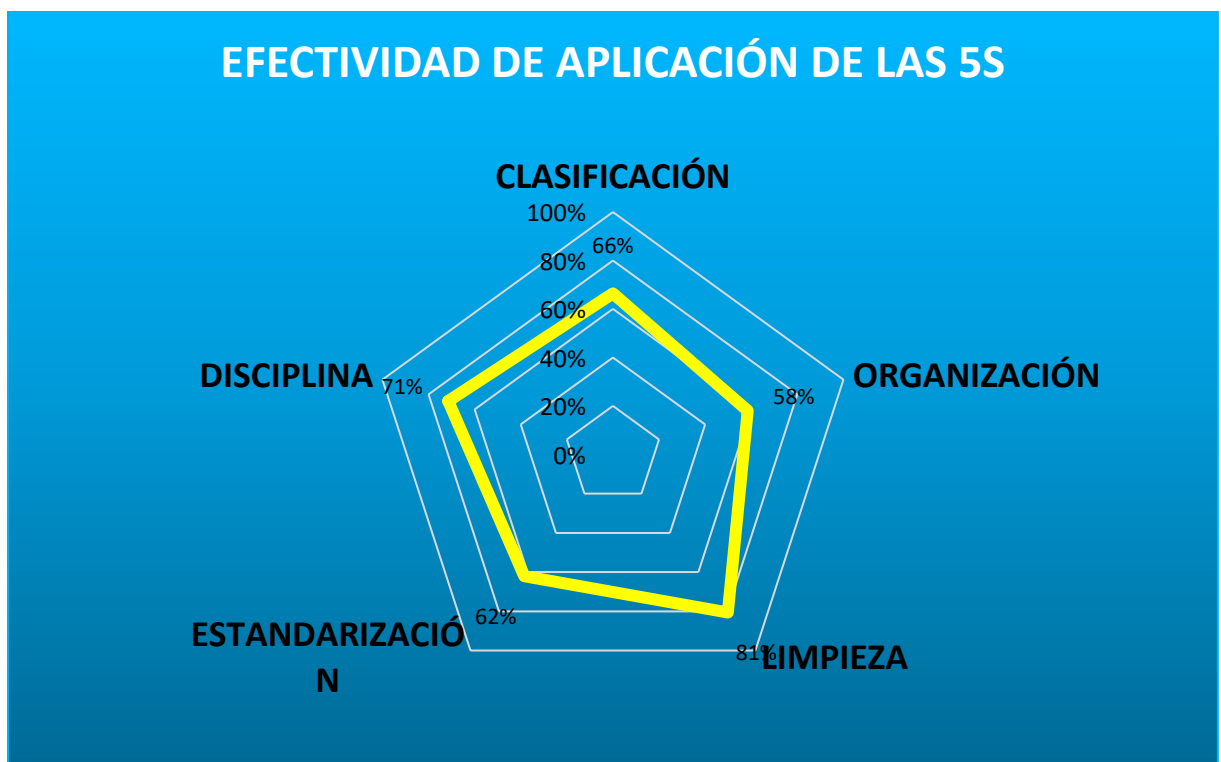 EFECTIVIDAD DE APLICACIÓN DE LAS 5S
CLASIFICACIÓN
100%
66%
80%
60%
40%
20%
0%
DISCIPLINA
71%
58%
ORGANIZACIÓN
ESTANDARIZACIÓ
N
62%
81%
LIMPIEZA